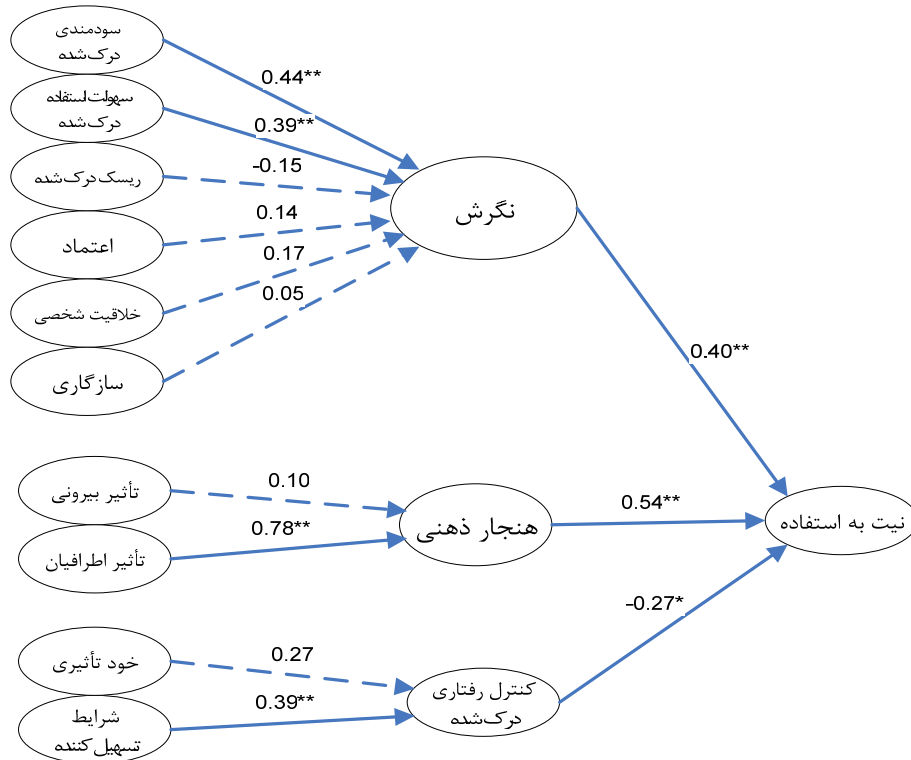 سودمندی
درک‌شده
0.44**
سهولت‌استفاده
درک‌شده
0.39**
ریسک‌درک‌شده
-0.15
اعتماد
0.14
خلاقیت شخصی
0.17
سازگاری
0.05
نگرش
0.40**
تأثیر بیرونی
0.10
تأثیر اطرافیان
0.78**
هنجار ذهنی
0.54**
نیت به استفاده
خود تأثیری
0.27
شرایط
تسهیل‌کننده
0.39**
کنترل رفتاری
درک‌شده
-0.27*